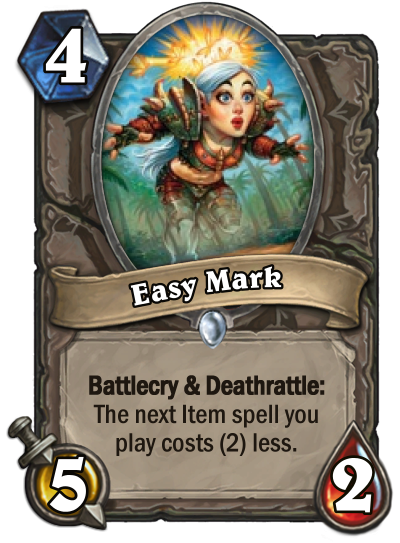 4
Easy Mark
Battlecry & Deathrattle:
The next Item spell you
play costs (2) less.
5
2